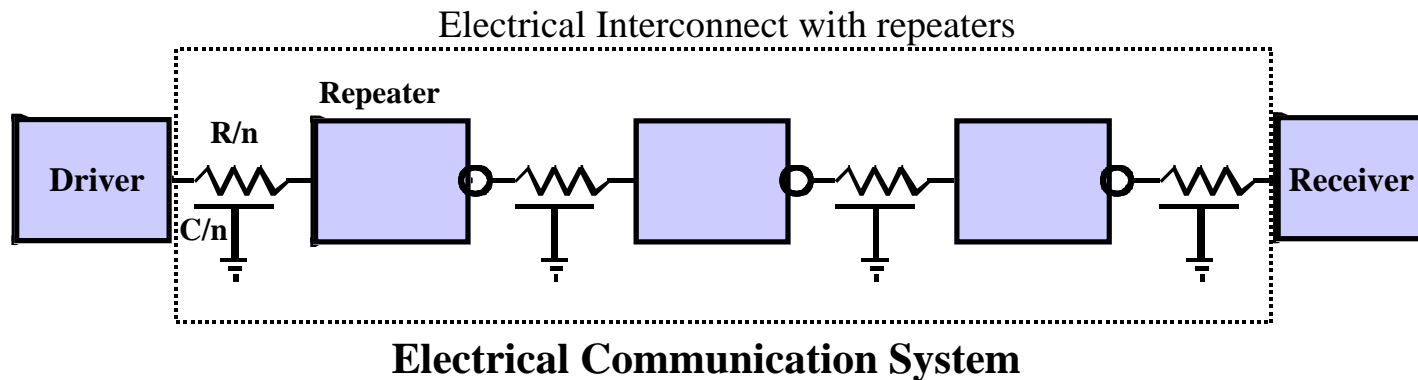 Electrical Interconnect with repeaters
Repeater
R/n
Driver
Receiver
C/n
Electrical Communication System